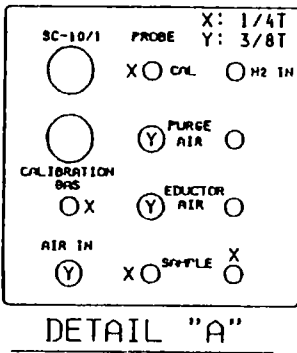 X: 1/4T
SC-10/1 PROBE Y: 3/8T
X CAL H2 IN
Y PURGE AIR
CALIBRATION GAS X
Y EDUCTOR AIR
AIR IN X
Y X SAMPLE
DETAIL "A"